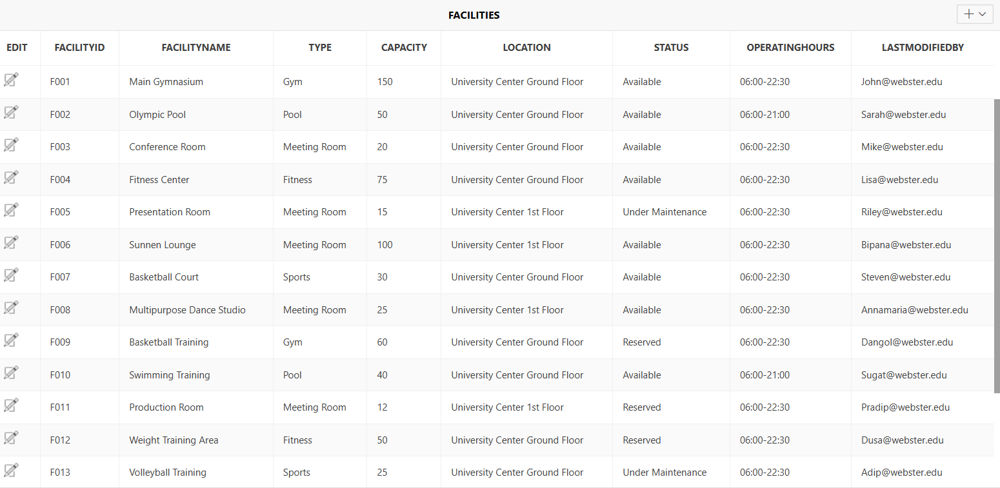 FACILITIES
EDIT FACILITYID FACILITYNAME TYPE CAPACITY LOCATION STATUS OPERATINGHOURS LASTMODIFIEDBY
F001 Main Gymnasium Gym 150 University Center Ground Floor Available 06:00-22:30 John@webster.edu
F002 Olympic Pool Pool 50 University Center Ground Floor Available 06:00-21:00 Sarah@webster.edu
F003 Conference Room Meeting Room 20 University Center Ground Floor Available 06:00-22:30 Mike@webster.edu
F004 Fitness Center Fitness 75 University Center Ground Floor Available 06:00-22:30 Lisa@webster.edu
F005 Presentation Room Meeting Room 15 University Center 1st Floor Under Maintenance 06:00-22:30 Riley@webster.edu
F006 Sunnen Lounge Meeting Room 100 University Center 1st Floor Available 06:00-22:30 Bipana@webster.edu
F007 Basketball Court Sports 30 University Center Ground Floor Available 06:00-22:30 Steven@webster.edu
F008 Multipurpose Dance Studio Meeting Room 25 University Center 1st Floor Available 06:00-22:30 Annamaria@webster.edu
F009 Basketball Training Gym 60 University Center Ground Floor Reserved 06:00-22:30 Dangol@webster.edu
F010 Swimming Training Pool 40 University Center Ground Floor Available 06:00-21:00 Sugat@webster.edu
F011 Production Room Meeting Room 12 University Center 1st Floor Reserved 06:00-22:30 Pradip@webster.edu
F012 Weight Training Area Fitness 50 University Center Ground Floor Reserved 06:00-22:30 Dusa@webster.edu
F013 Volleyball Training Sports 25 University Center Ground Floor Under Maintenance 06:00-22:30 Adip@webster.edu